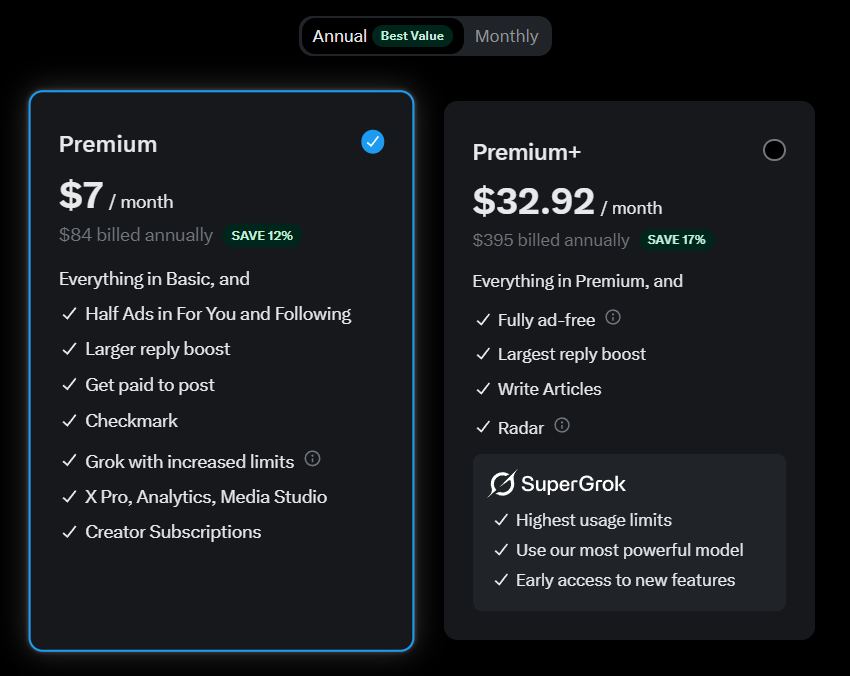 Annual Best Value Monthly
Premium
$7 / month
$84 billed annually SAVE 12%
Everything in Basic, and
Half Ads in For You and Following
Larger reply boost
Get paid to post
Checkmark
Grok with increased limits
X Pro, Analytics, Media Studio
Creator Subscriptions
Premium+
$32.92 / month
$395 billed annually SAVE 17%
Everything in Premium, and
Fully ad-free
Largest reply boost
Write Articles
Radar
SuperGrok
Highest usage limits
Use our most powerful model
Early access to new features